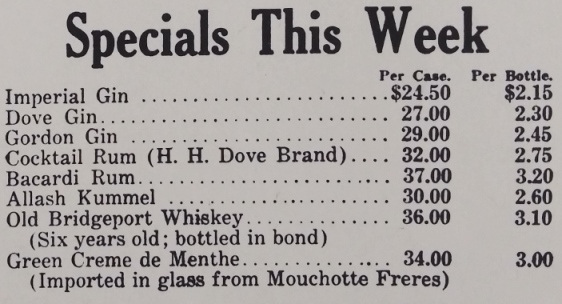 Specials This Week
Per Case. Per Bottle.
Imperial Gin ........................ $24.50 $2.15
Dove Gin............................ 27.00 2.30
Gordon Gin ......................... 29.00 2.45
Cocktail Rum (H. H. Dove Brand).... 32.00 2.75
Bacardi Rum......................... 37.00 3.20
Allash Kummel ...................... 30.00 2.60
Old Bridgeport Whiskey.............. 36.00 3.10
(Six years old; bottled in bond)
Green Creme de Menthe............... 34.00 3.00
(Imported in glass from Mouchotte Freres)